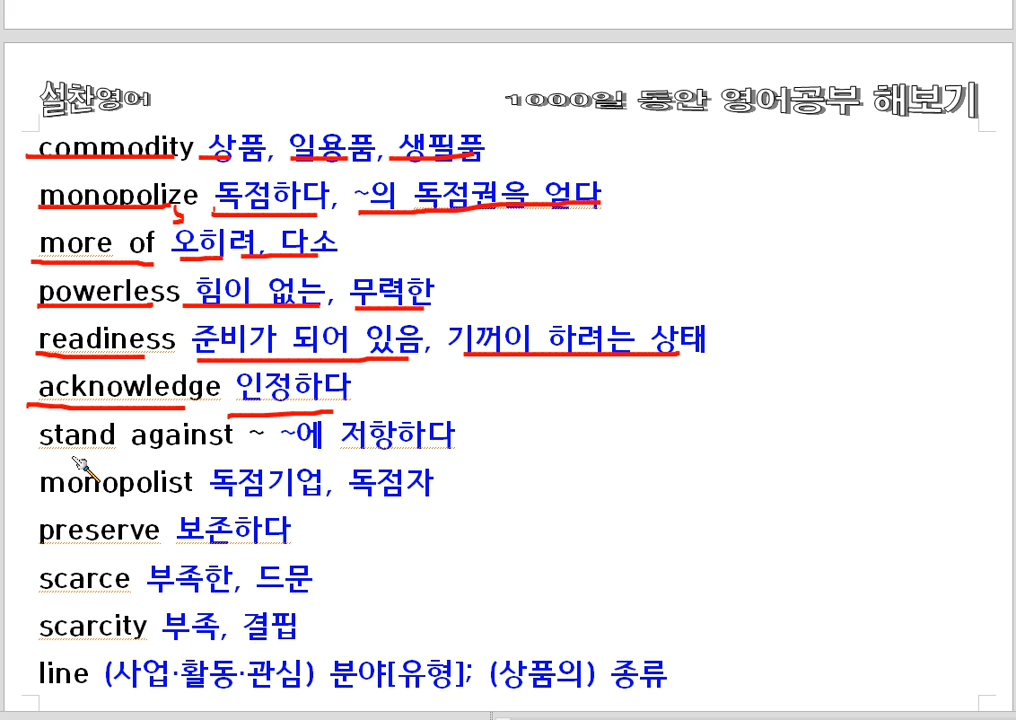 설찬영어 1000일 동안 영어공부 해보기
commodity 상품, 일용품, 생필품
monopolize 독점하다, ~의 독점권을 얻다
more of 오히려, 다소
powerless 힘이 없는, 무력한
readiness 준비가 되어 있음, 기꺼이 하려는 상태
acknowledge 인정하다
stand against ~ ~에 저항하다
monopolist 독점기업, 독점자
preserve 보존하다
scarce 부족한, 드문
scarcity 부족, 결핍
line (사업·활동·관심) 분야[유형]; (상품의) 종류